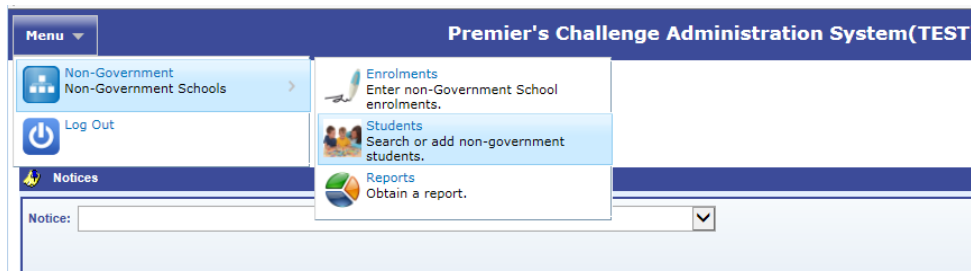 Menu
Premier's Challenge Administration System(TEST
Non-Government
Non-Government Schools
Log Out
Enrolments
Enter non-Government School
enrolments.
Students
Search or add non-government
students.
Reports
Obtain a report.
Notices
Notice: